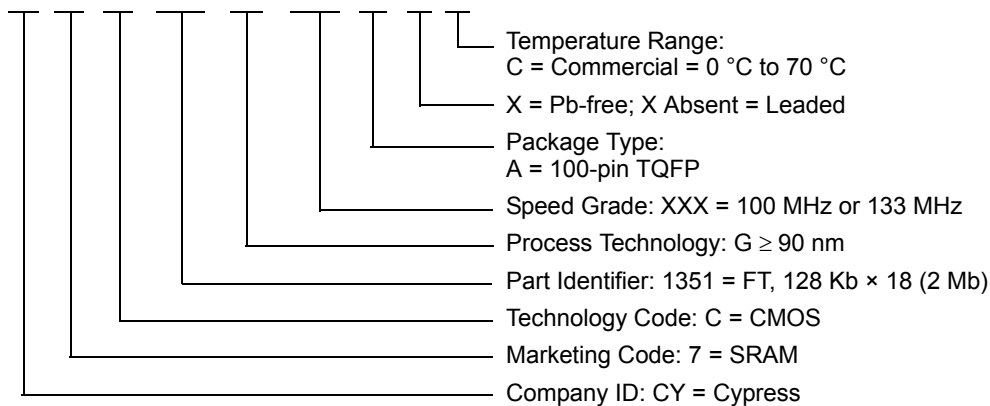 Temperature Range:
C = Commercial = 0 °C to 70 °C
X = Pb-free; X Absent = Leaded
Package Type:
A = 100-pin TQFP
Speed Grade: XXX = 100 MHz or 133 MHz
Process Technology: G ≥ 90 nm
Part Identifier: 1351 = FT, 128 Kb × 18 (2 Mb)
Technology Code: C = CMOS
Marketing Code: 7 = SRAM
Company ID: CY = Cypress